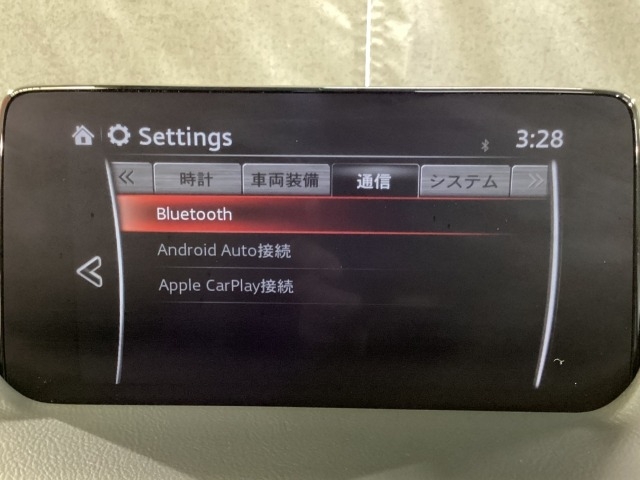 Settings 3:28
時計 車両装備 通信 システム
Bluetooth
Android Auto接続
Apple CarPlay接続